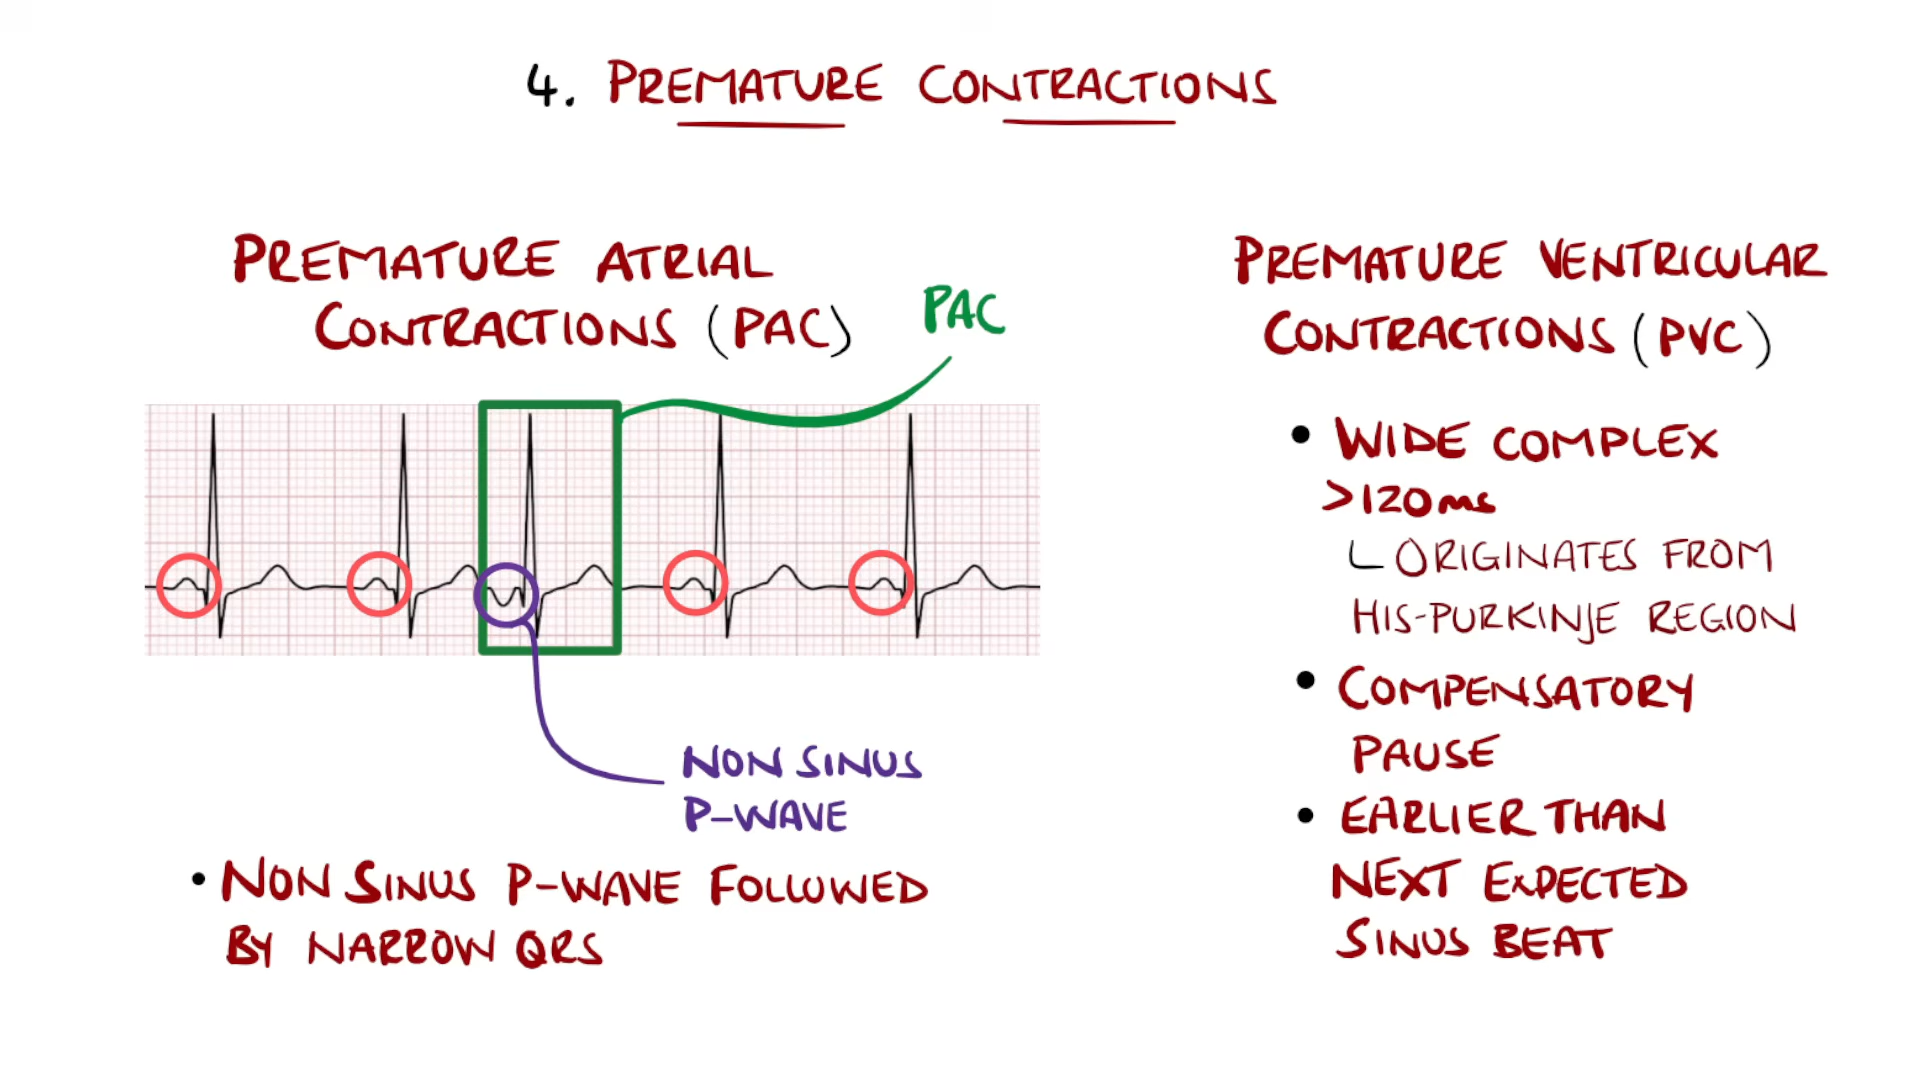 4. PREMATURE CONTRACTIONS
PREMATURE ATRIAL
CONTRACTIONS (PAC)
PAC
NON SINUS
P-WAVE
• NON SINUS P-WAVE FOLLOWED
BY NARROW QRS
PREMATURE VENTRICULAR
CONTRACTIONS (PVC)
• WIDE COMPLEX
>120ms
ORIGINATES FROM
HIS-PURKINJE REGION
• COMPENSATORY
PAUSE
• EARLIER THAN
NEXT EXPECTED
SINUS BEAT